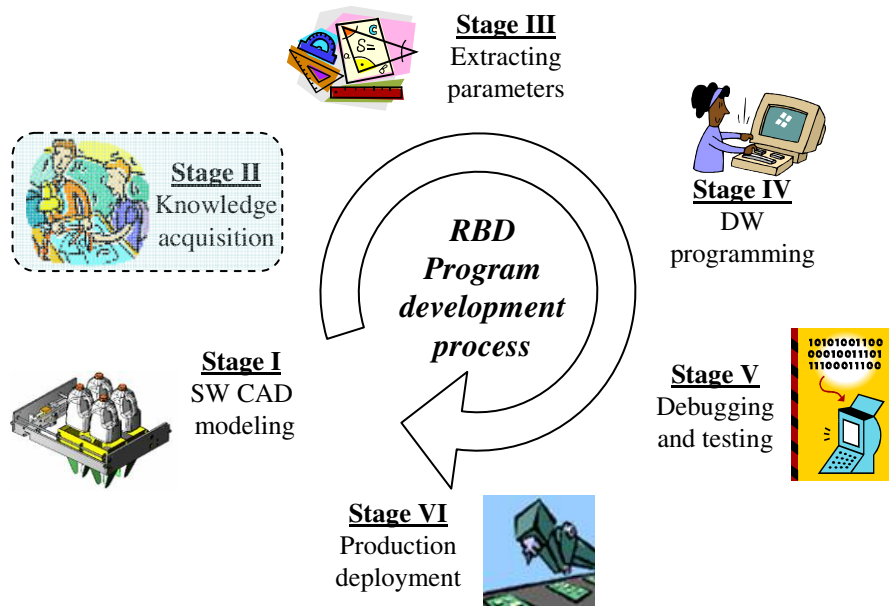 Stage III
Extracting
parameters
Stage II
Knowledge
acquisition
Stage IV
DW
programming
RBD
Program
development
process
Stage I
SW CAD
modeling
Stage V
Debugging
and testing
10101001100
00010011101
11100011100
Stage VI
Production
deployment